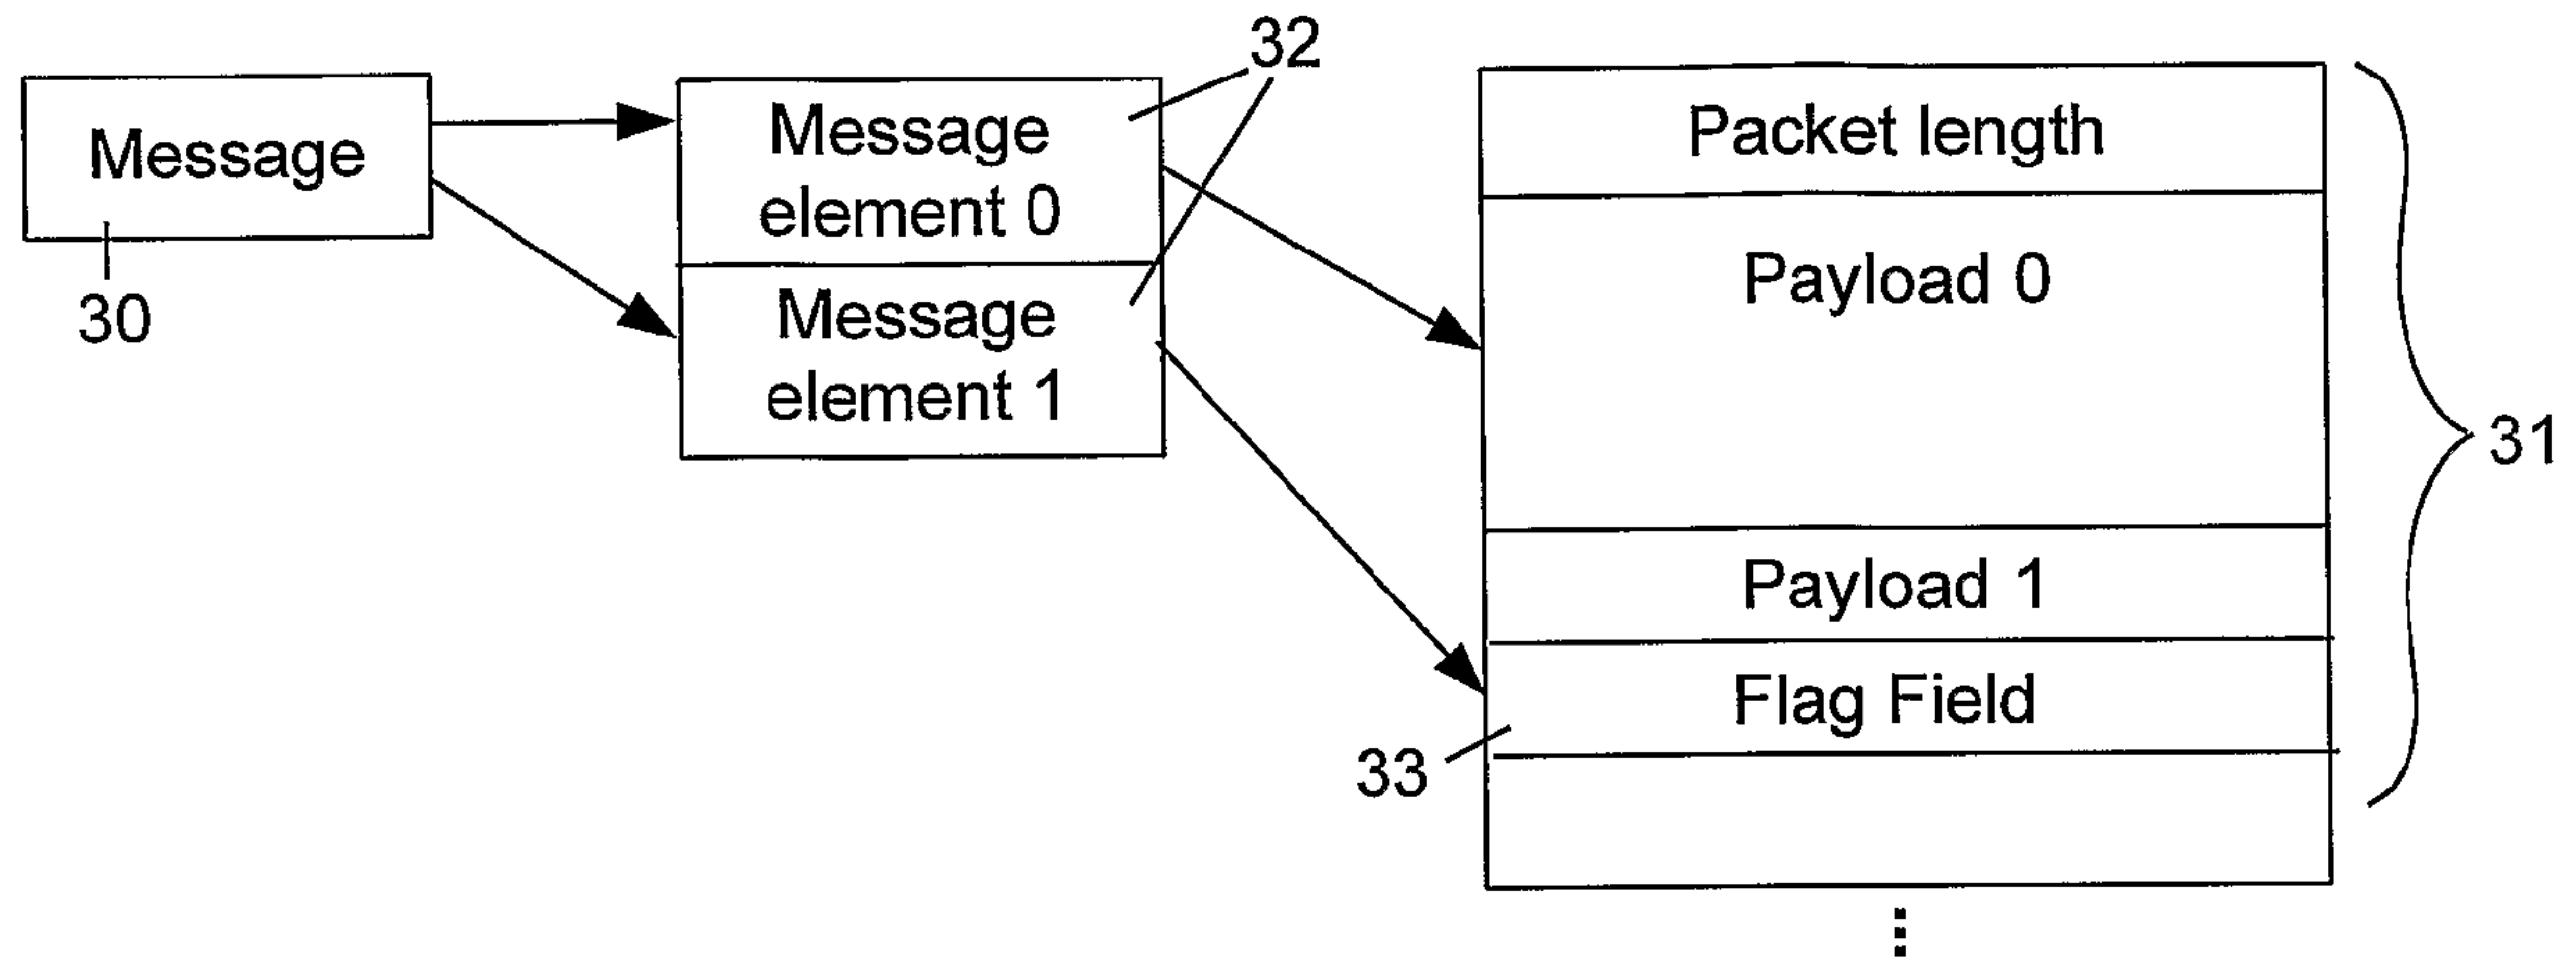 32
Message
30
Message
element 0
Message
element 1
Packet length
Payload 0
Payload 1
Flag Field
33
31